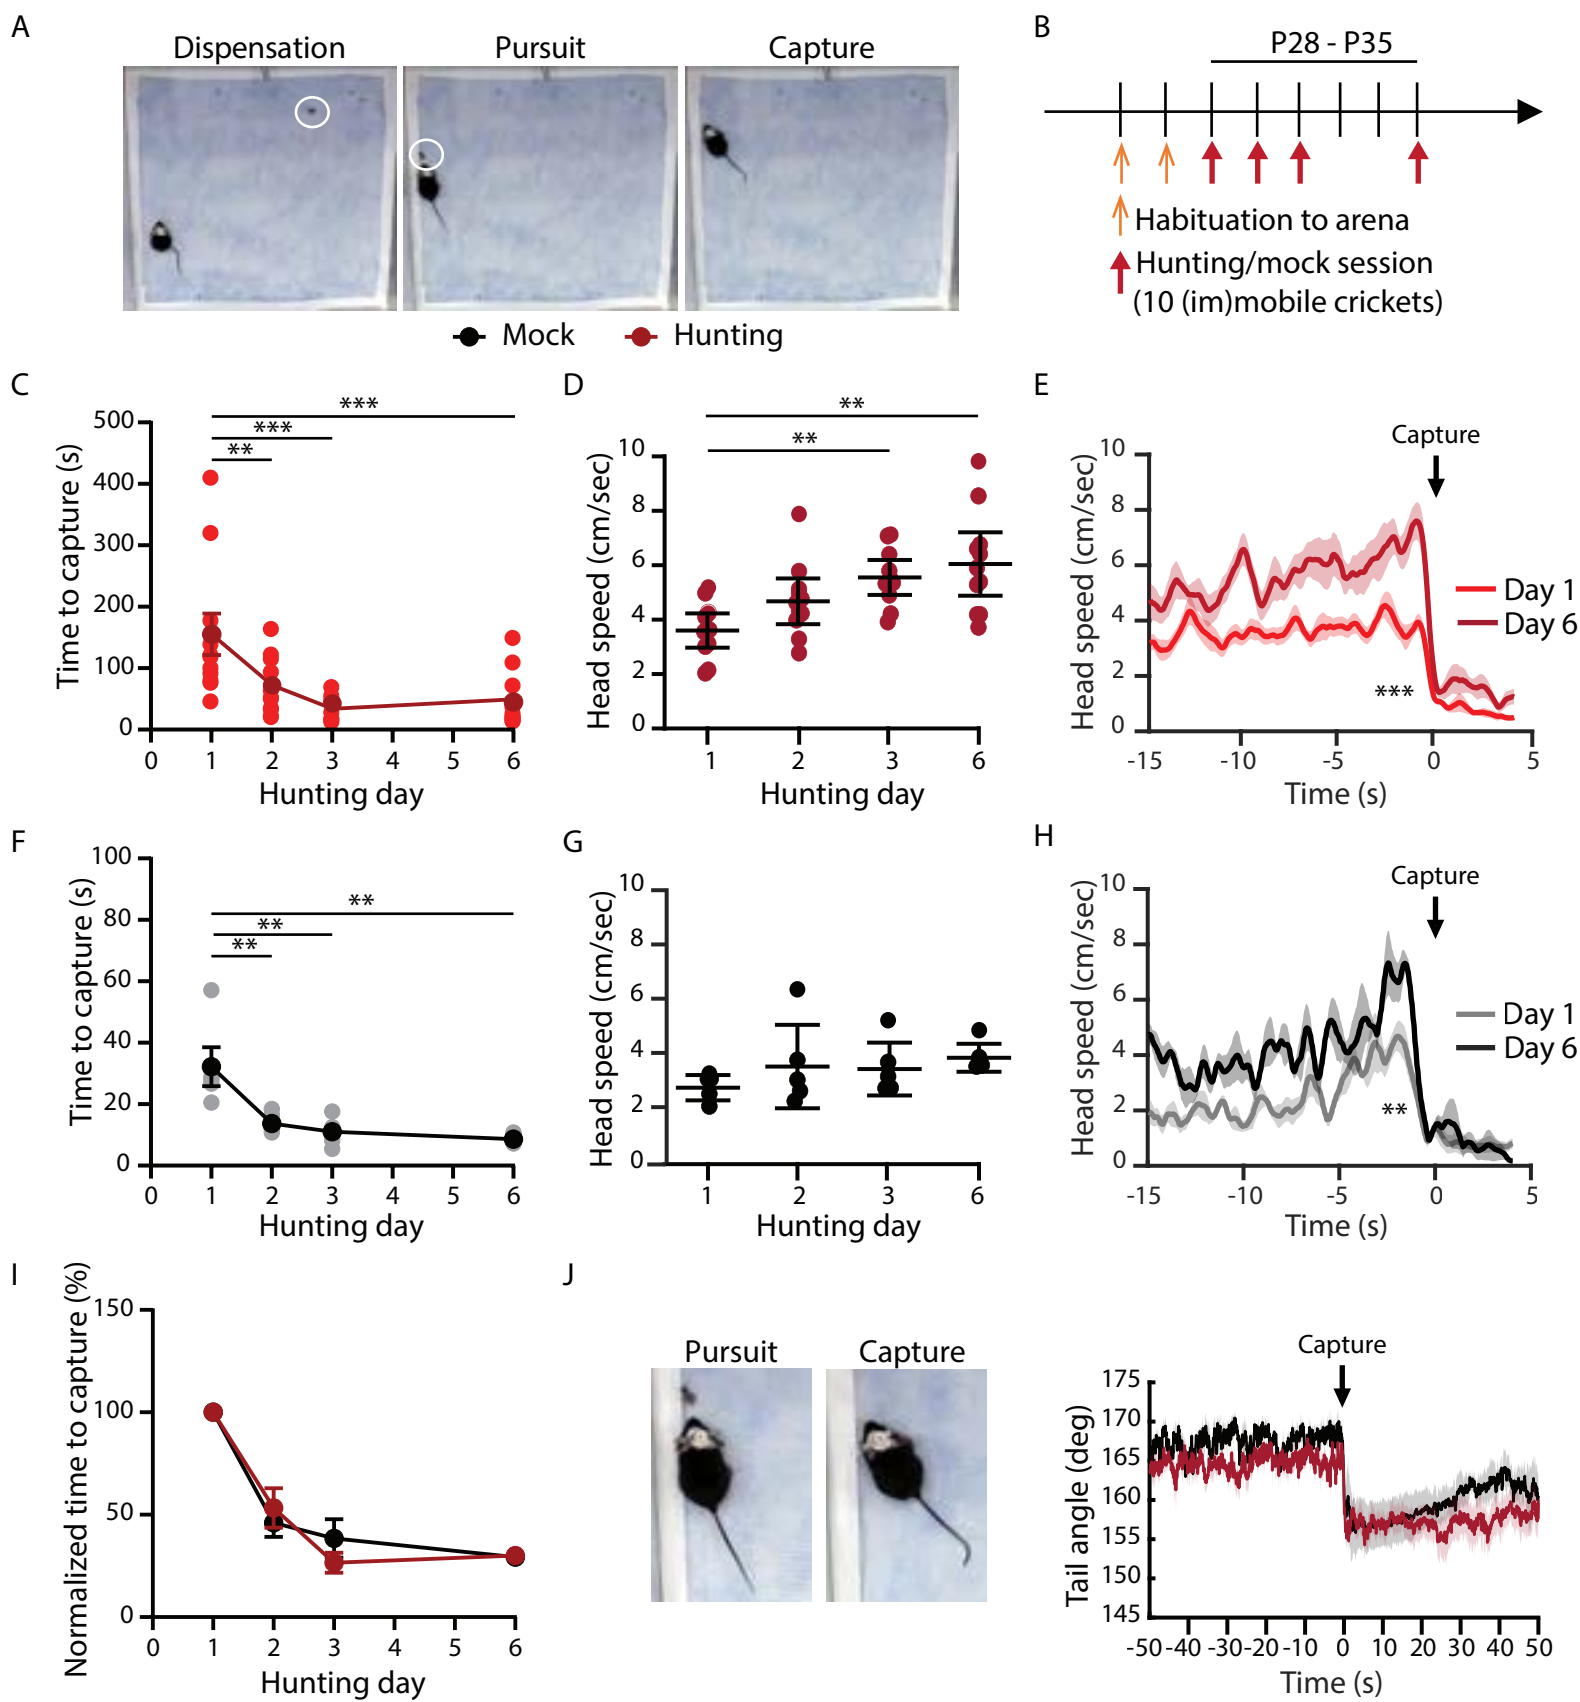 A
Dispensation
Pursuit
Capture
B
P28 - P35
Habituation to arena
Hunting/mock session
(10 (im)mobile crickets)
Mock
Hunting
C
Time to capture (s)
500
400
300
200
100
0
***
***
**
0 1 2 3 4 5 6
Hunting day
D
Head speed (cm/sec)
10
8
6
4
2
0
**
**
1 2 3 6
Hunting day
E
Capture
Head speed (cm/sec)
10
8
6
4
2
0
Day 1
Day 6
***
-15 -10 -5 0 5
Time (s)
F
Time to capture (s)
100
80
60
40
20
0
**
**
**
0 1 2 3 4 5 6
Hunting day
G
Head speed (cm/sec)
10
8
6
4
2
0
1 2 3 6
Hunting day
H
Capture
Head speed (cm/sec)
10
8
6
4
2
0
Day 1
Day 6
**
-15 -10 -5 0 5
Time (s)
I
Normalized time to capture (%)
150
100
50
0
0 1 2 3 4 5 6
Hunting day
J
Pursuit
Capture
Capture
Tail angle (deg)
175
170
165
160
155
150
145
-50 -40 -30 -20 -10 0 10 20 30 40 50
Time (s)